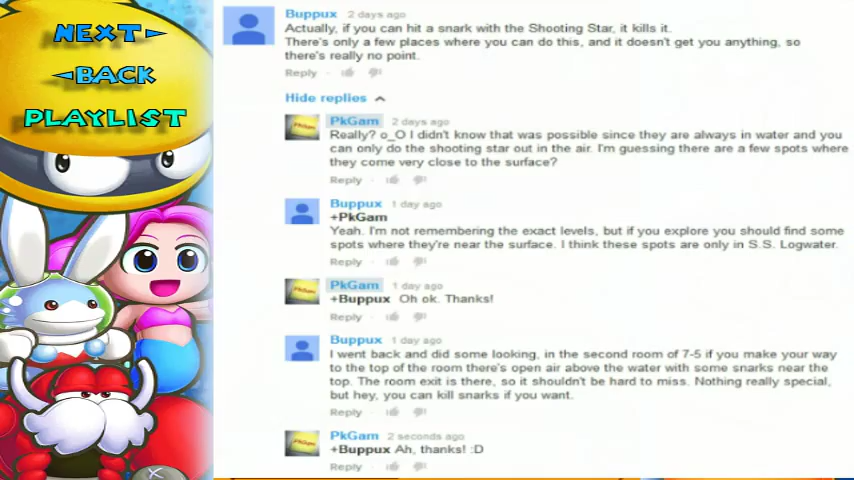 NEXT
BACK
PLAYLIST
Buppux 2 days ago
Actually, if you can hit a snark with the Shooting Star, it kills it.
There's only a few places where you can do this, and it doesn't get you anything, so
there's really no point.
Reply
Hide replies
PkGam 2 days ago
Really? o_O I didn't know that was possible since they are always in water and you
can only do the shooting star out in the air. I'm guessing there are a few spots where
they come very close to the surface?
Reply
Buppux 1 day ago
+PkGam
Yeah. I'm not remembering the exact levels, but if you explore you should find some
spots where they're near the surface. I think these spots are only in S.S. Logwater.
Reply
PkGam 1 day ago
+Buppux Oh ok. Thanks!
Reply
Buppux 1 day ago
I went back and did some looking, in the second room of 7-5 if you make your way
to the top of the room there's open air above the water with some snarks near the
top. The room exit is there, so it shouldn't be hard to miss. Nothing really special,
but hey, you can kill snarks if you want.
Reply
PkGam 2 seconds ago
+Buppux Ah, thanks! :D
Reply